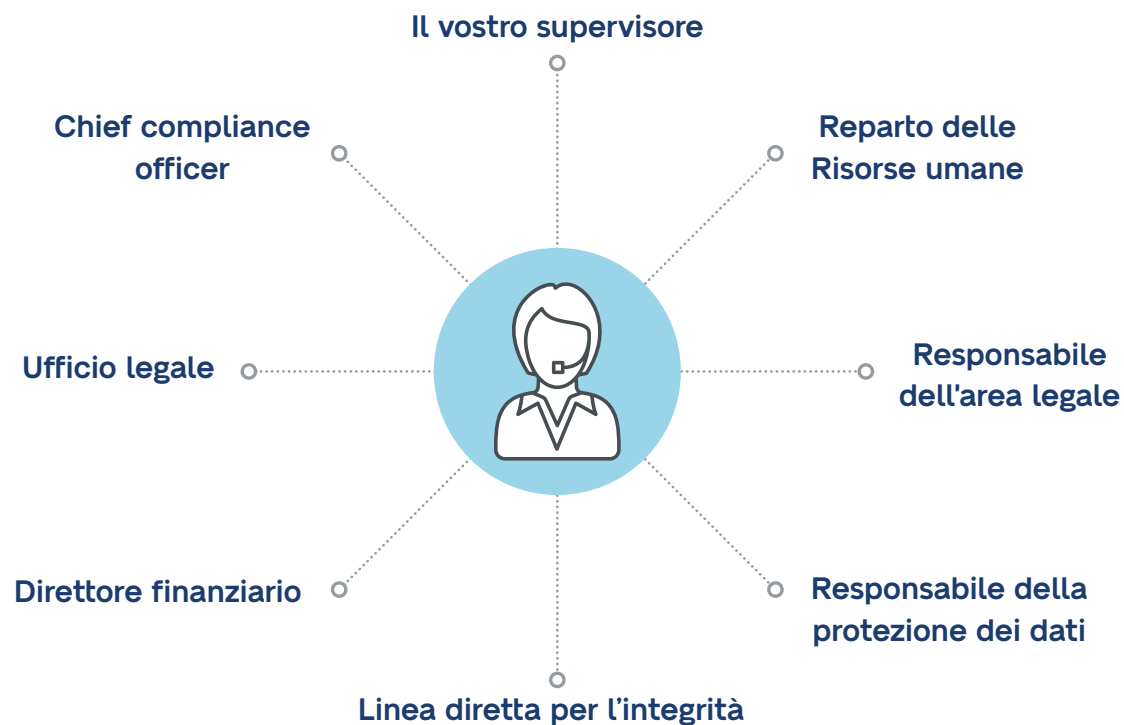 Il vostro supervisore
Chief compliance
officer
Reparto delle
Risorse umane
Ufficio legale
Responsabile
dell'area legale
Direttore finanziario
Responsabile della
protezione dei dati
Linea diretta per l’integrità